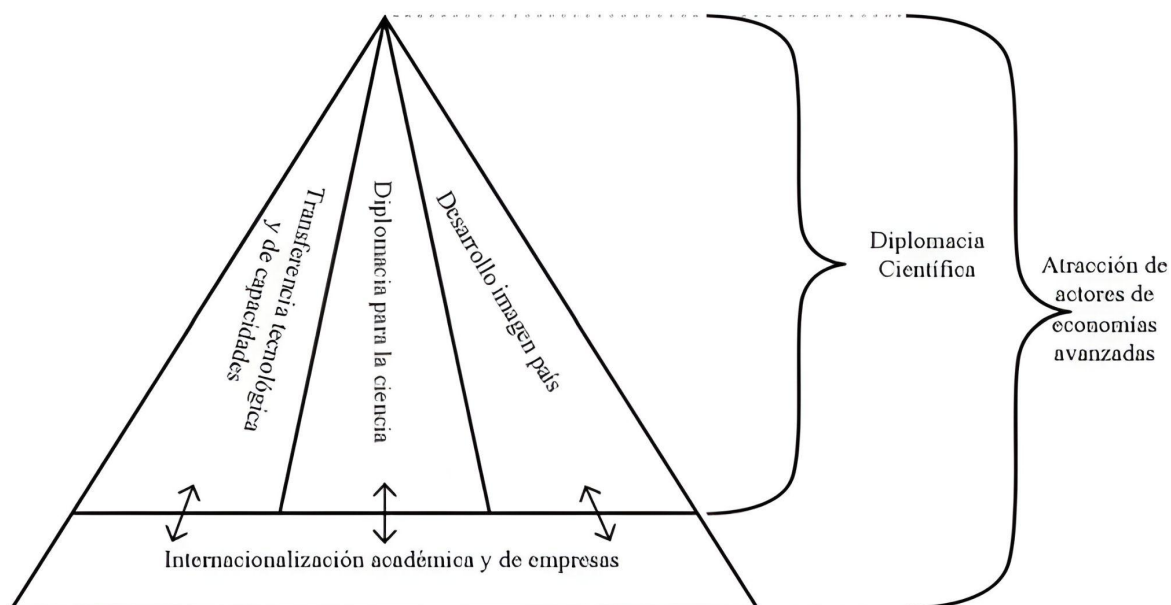 Transferencia tecnológica
y de capacidades
Diplomacia para la ciencia
Desarrollo imagen país
Diplomacia
Científica
Atracción de
actores de
economías
avanzadas
Internacionalización académica y de empresas